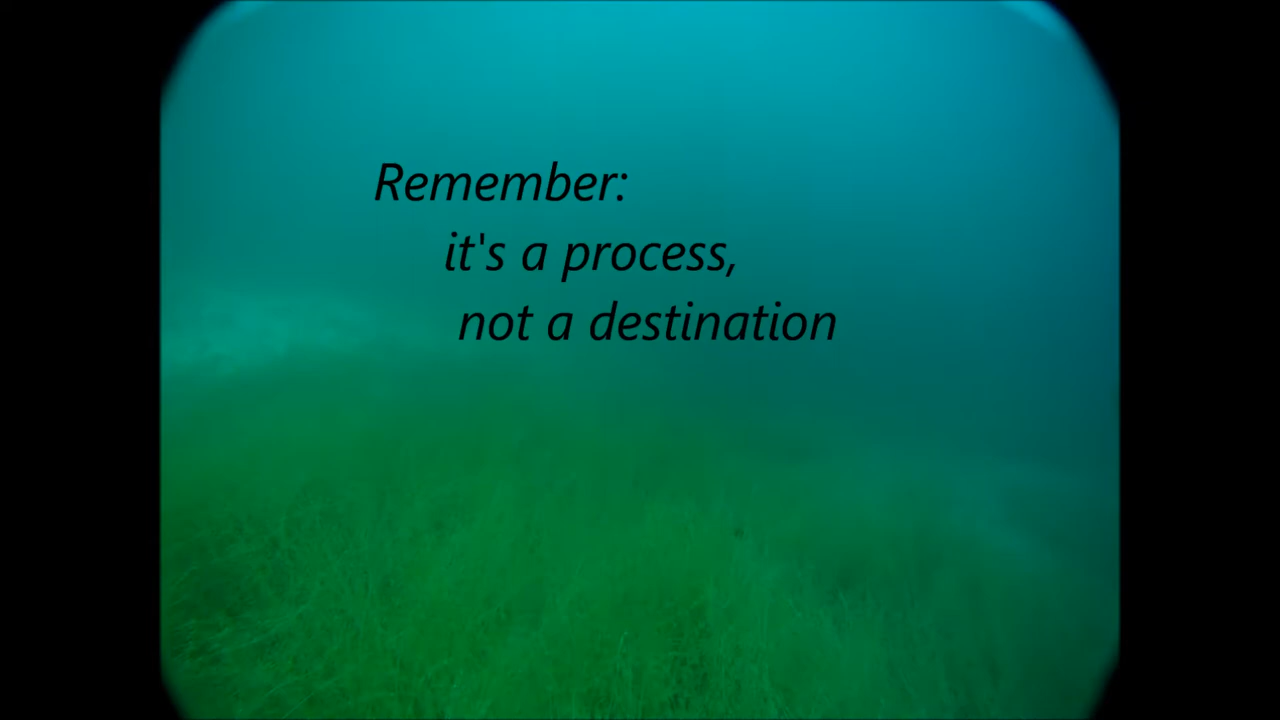 Remember:
it's a process,
not a destination